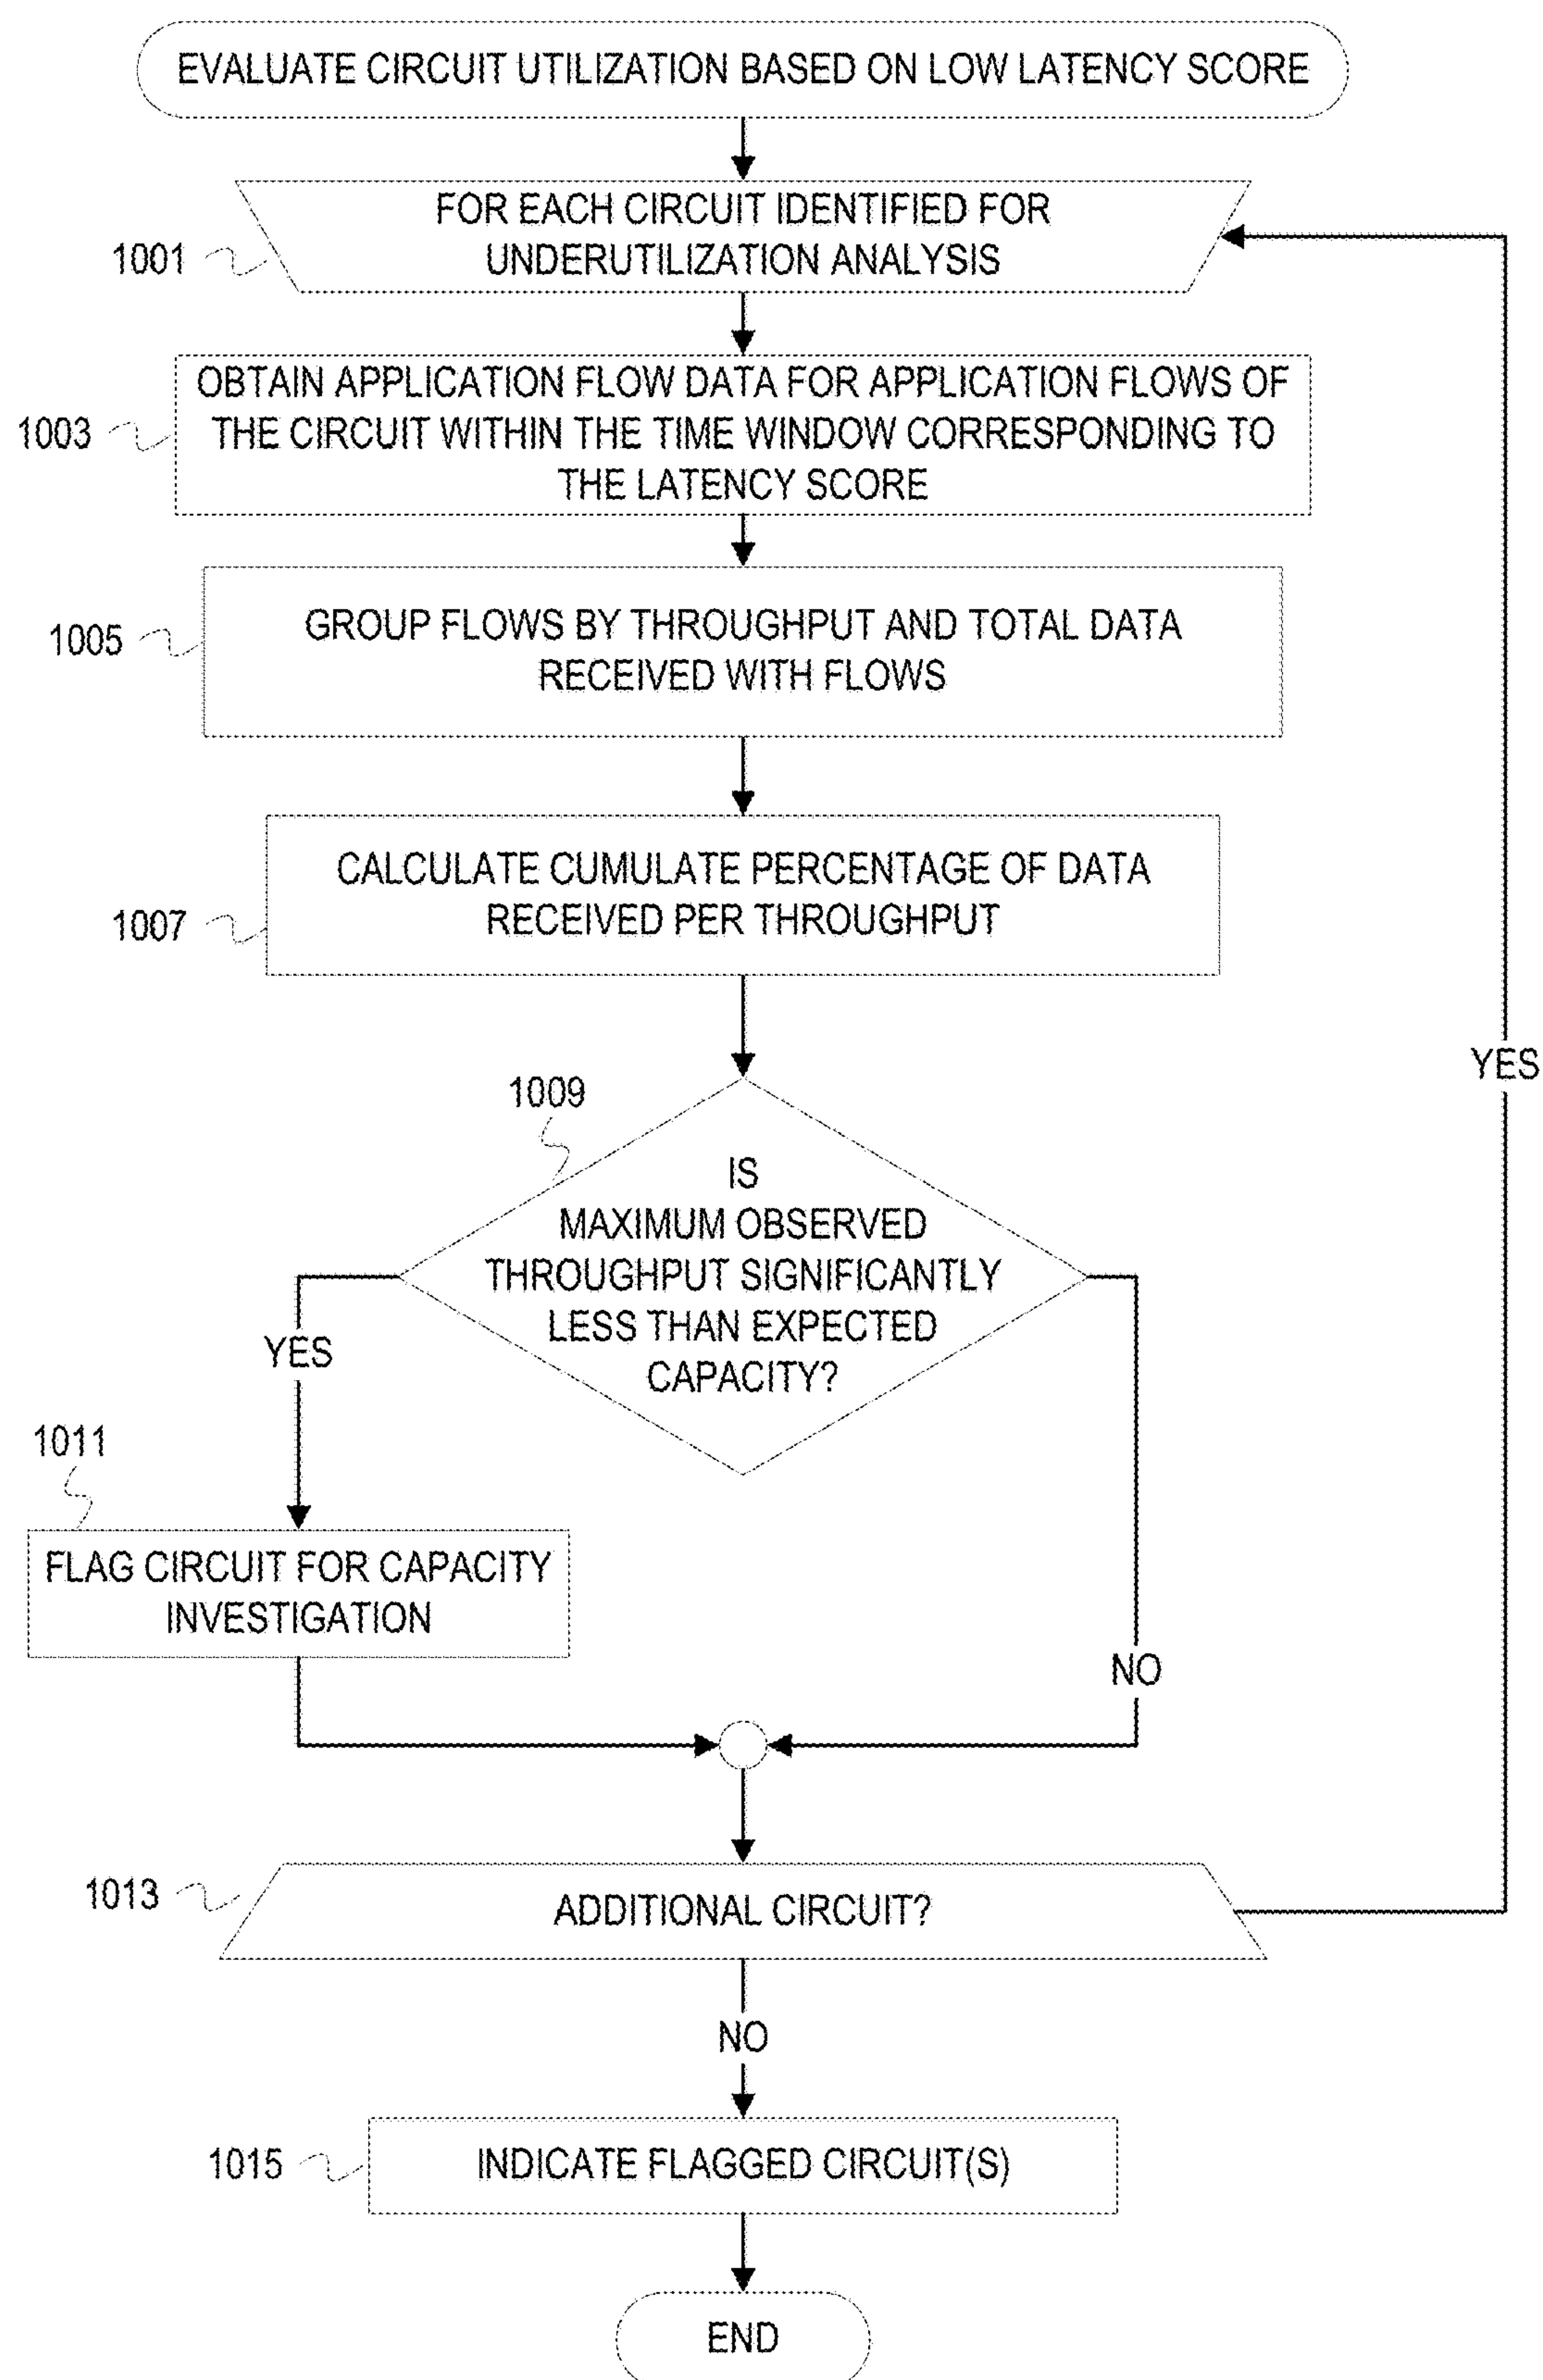 EVALUATE CIRCUIT UTILIZATION BASED ON LOW LATENCY SCORE
FOR EACH CIRCUIT IDENTIFIED FOR
UNDERUTILIZATION ANALYSIS
1001
OBTAIN APPLICATION FLOW DATA FOR APPLICATION FLOWS OF
THE CIRCUIT WITHIN THE TIME WINDOW CORRESPONDING TO
THE LATENCY SCORE
1003
GROUP FLOWS BY THROUGHPUT AND TOTAL DATA
RECEIVED WITH FLOWS
1005
CALCULATE CUMULATE PERCENTAGE OF DATA
RECEIVED PER THROUGHPUT
1007
1009
IS
MAXIMUM OBSERVED
THROUGHPUT SIGNIFICANTLY
LESS THAN EXPECTED
CAPACITY?
YES
YES
1011
FLAG CIRCUIT FOR CAPACITY
INVESTIGATION
NO
1013
ADDITIONAL CIRCUIT?
NO
1015
INDICATE FLAGGED CIRCUIT(S)
END